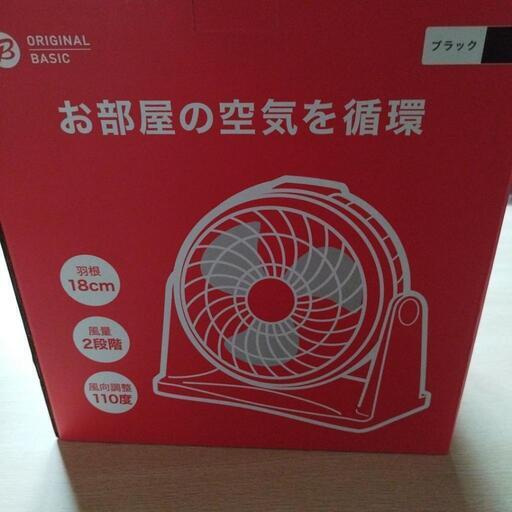 B
ORIGINAL
BASIC
ブラック
お部屋の空気を循環
羽根
18cm
風量
2段階
風向調整
110度